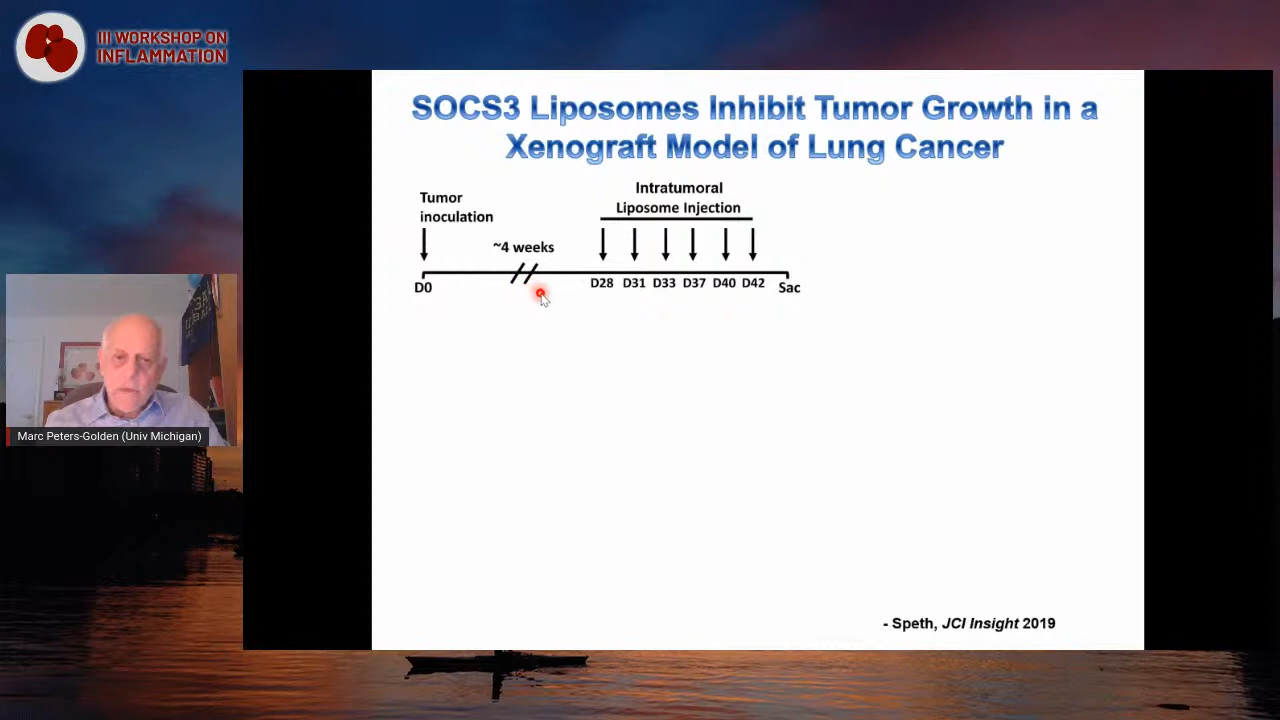 III WORKSHOP ON
INFLAMMATION
SOCS3 Liposomes Inhibit Tumor Growth in a
Xenograft Model of Lung Cancer
Tumor
inoculation
~4 weeks
Intratumoral
Liposome Injection
D0
D28 D31 D33 D37 D40 D42 Sac
Marc Peters-Golden (Univ Michigan)
- Speth, JCI Insight 2019